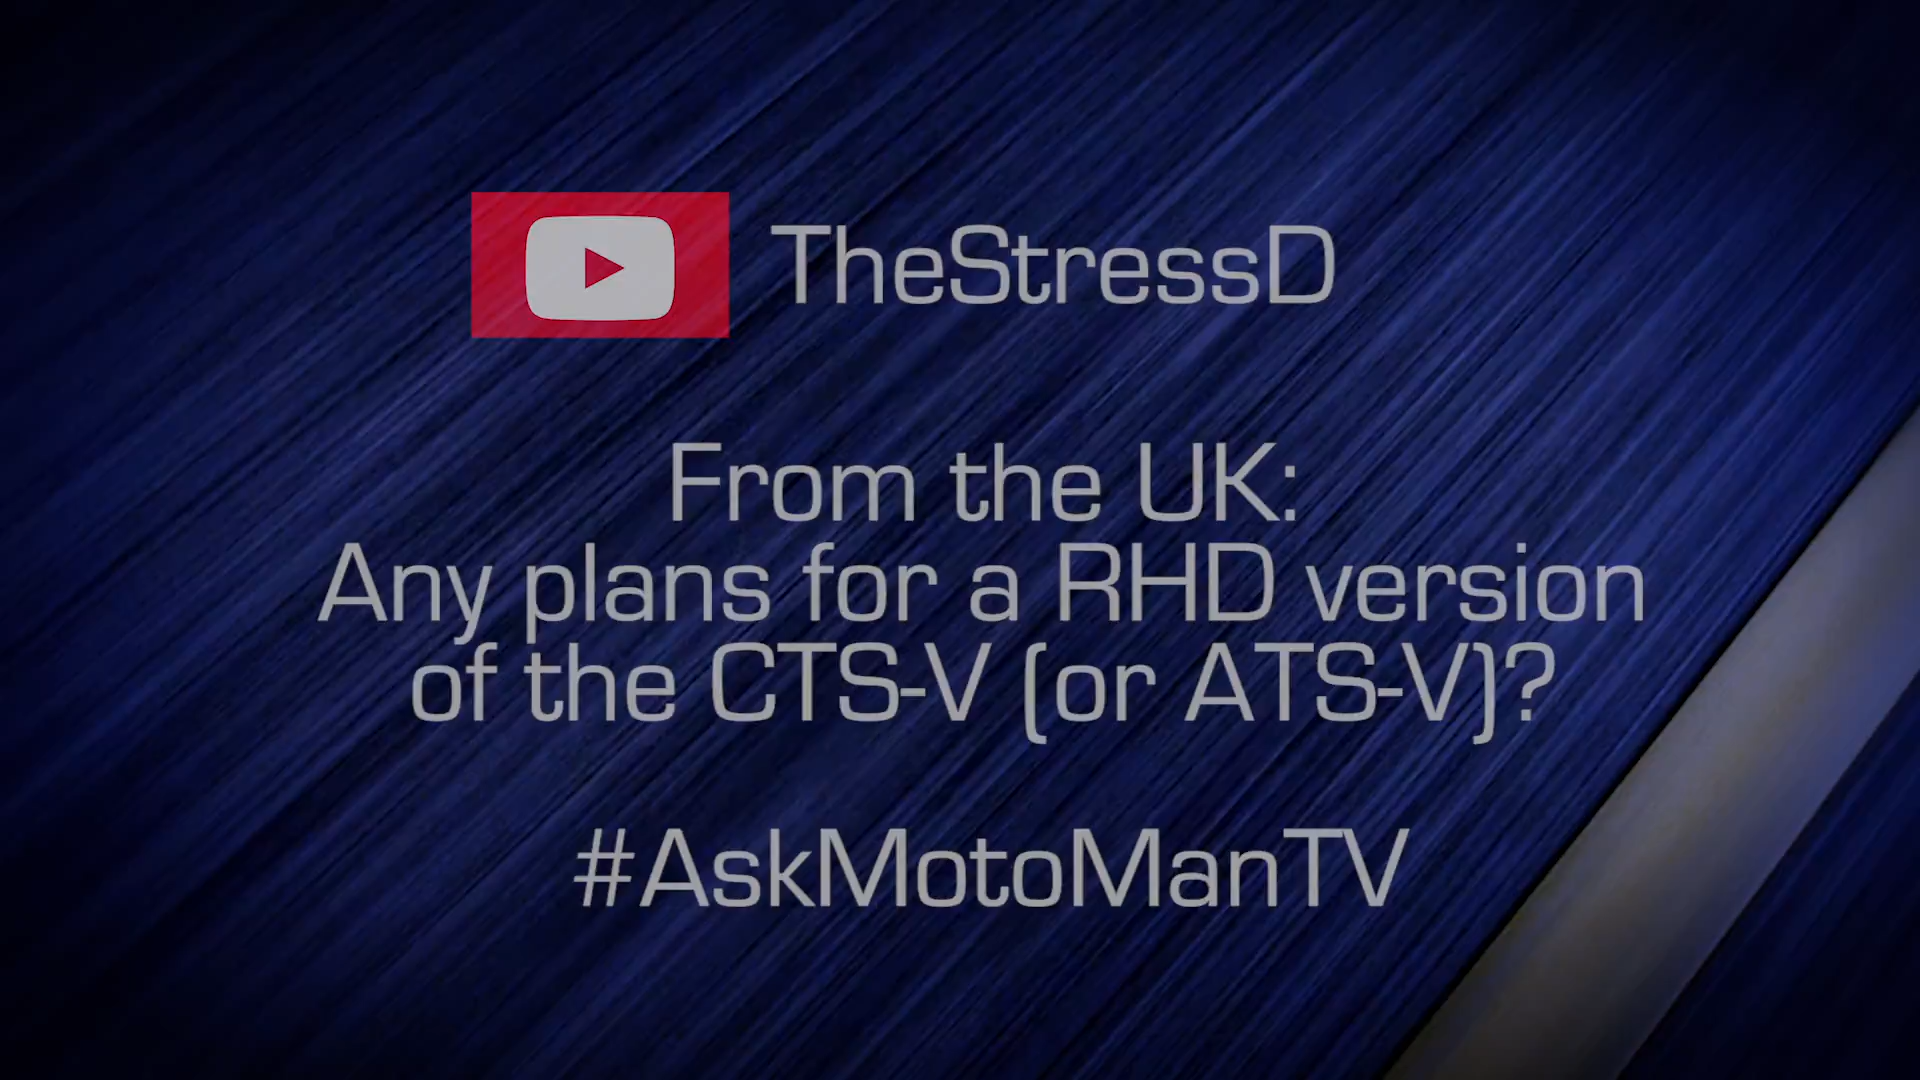 TheStressD
From the UK:
Any plans for a RHD version
of the CTS-V (or ATS-V)?
#AskMotoManTV